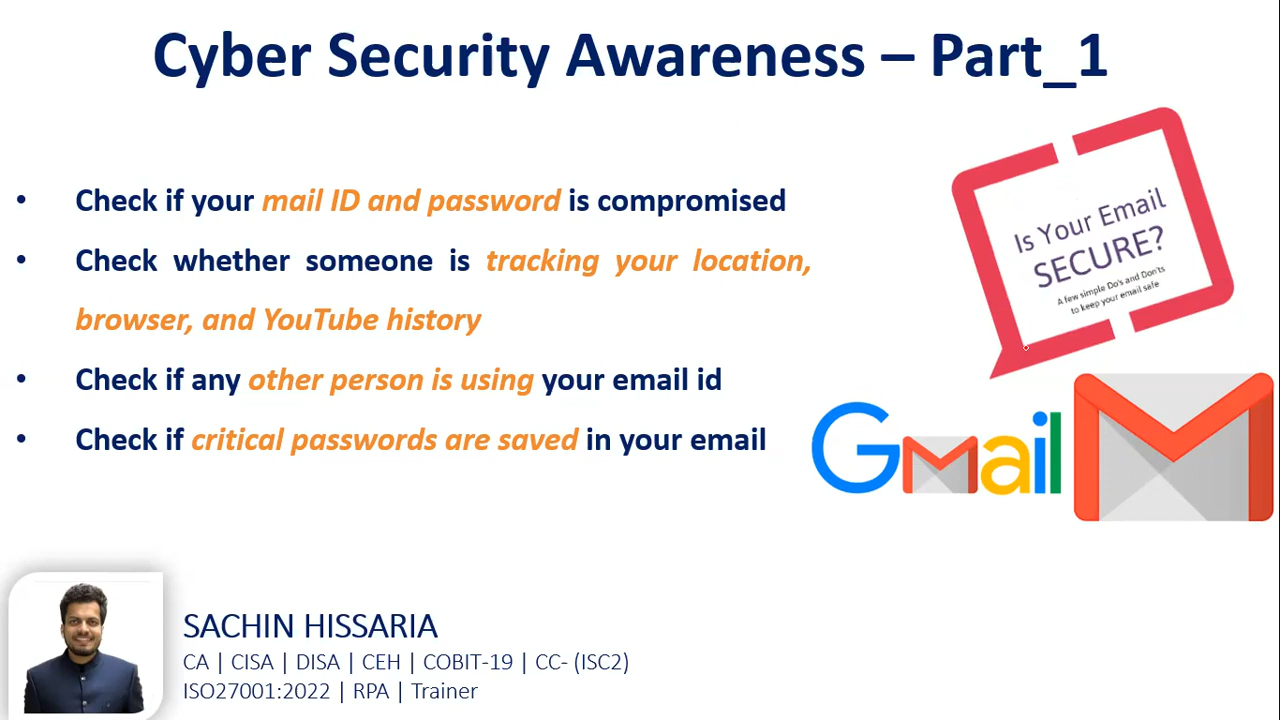 Cyber Security Awareness – Part_1
• Check if your mail ID and password is compromised
• Check whether someone is tracking your location,
browser, and YouTube history
• Check if any other person is using your email id
• Check if critical passwords are saved in your email
Is Your Email
SECURE?
A few simple Do's and Don'ts
to keep your email safe
Gmail
SACHIN HISSARIA
CA | CISA | DISA | CEH | COBIT-19 | CC- (ISC2)
ISO27001:2022 | RPA | Trainer